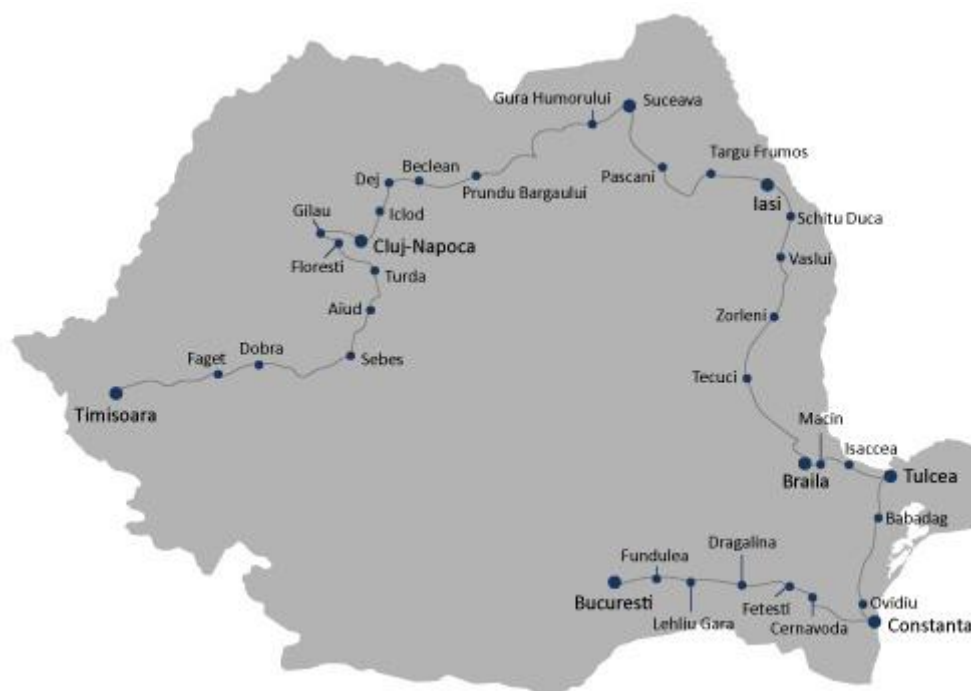 Gura Humorului
Suceava
Targu Frumos
Beclean
Dej
Pascani
Prundu Bargaului
Iasi
Gilau
Iclod
Schitu Duca
Cluj-Napoca
Floresti
Vaslui
Turda
Aiud
Zorleni
Dobra
Sebes
Faget
Tecuci
Timisoara
Macin
Isaccea
Braila
Tulcea
Babadag
Dragalina
Fundulea
Bucuresti
Fetesti
Ovidiu
Lehliu Gara
Cernavoda
Constanta